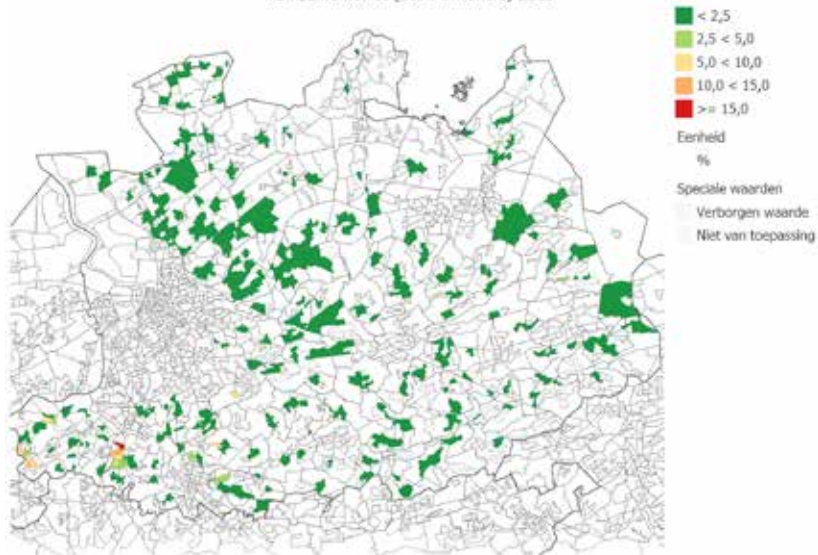 < 2,5
2,5 < 5,0
5,0 < 10,0
10,0 < 15,0
>= 15,0
Eenheid
%
Speciale waarden
Verborgen waarde
Niet van toepassing